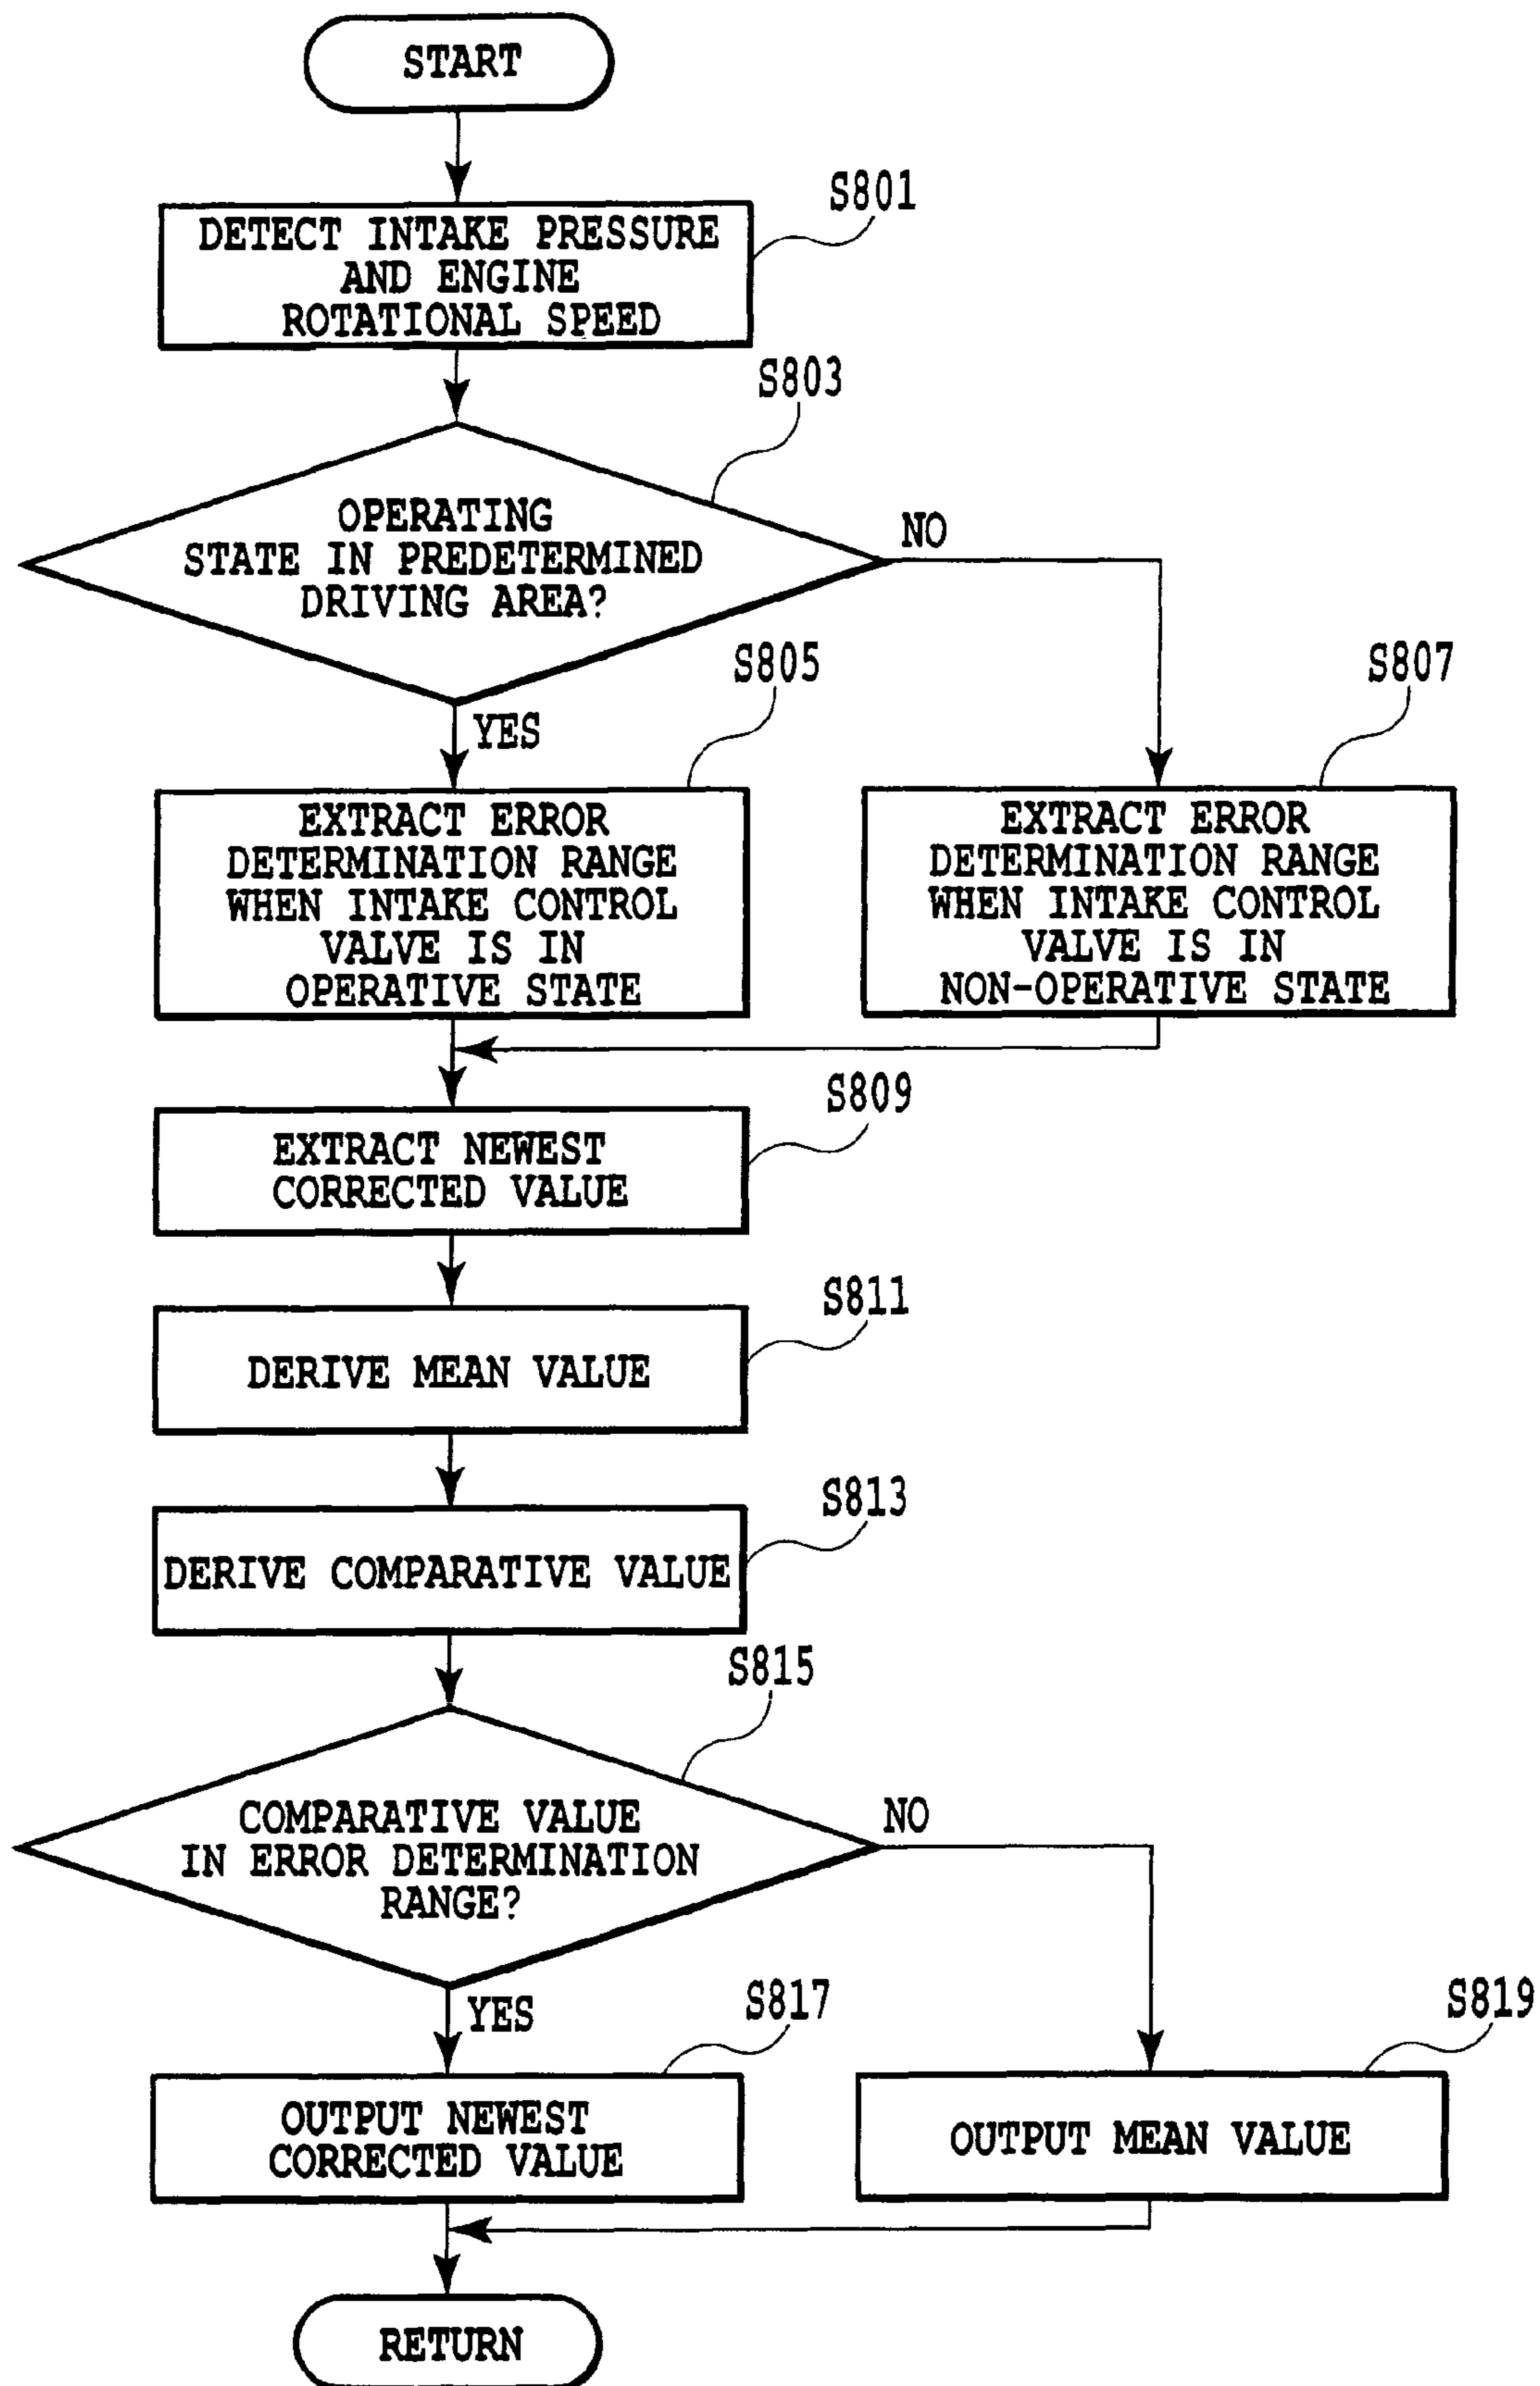 START
S801
DETECT INTAKE PRESSURE
AND ENGINE
ROTATIONAL SPEED
S803
OPERATING
STATE IN PREDETERMINED
DRIVING AREA?
NO
YES
S805
EXTRACT ERROR
DETERMINATION RANGE
WHEN INTAKE CONTROL
VALVE IS IN
OPERATIVE STATE
S807
EXTRACT ERROR
DETERMINATION RANGE
WHEN INTAKE CONTROL
VALVE IS IN
NON-OPERATIVE STATE
S809
EXTRACT NEWEST
CORRECTED VALUE
S811
DERIVE MEAN VALUE
S813
DERIVE COMPARATIVE VALUE
S815
COMPARATIVE VALUE
IN ERROR DETERMINATION
RANGE?
NO
YES
S817
OUTPUT NEWEST
CORRECTED VALUE
S819
OUTPUT MEAN VALUE
RETURN